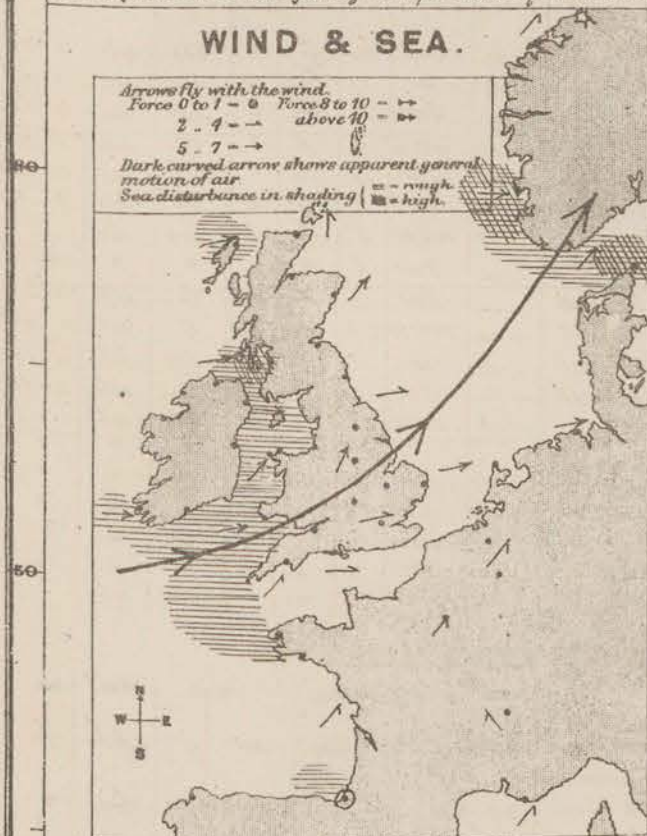 WIND & SEA.
Arrows fly with the wind.
Force 0 to 1 = Force 8 to 10 =
2 .. 4 = above 10 =
5 .. 7 =
Dark curved arrow shows apparent general
motion of air.
Sea disturbance in shading { = rough.
= high.
60
50
N
W E
S